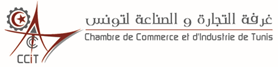 غرفة التجارة و الصناعة لتونس
Chambre de Commerce et d'Industrie de Tunis
CCIT